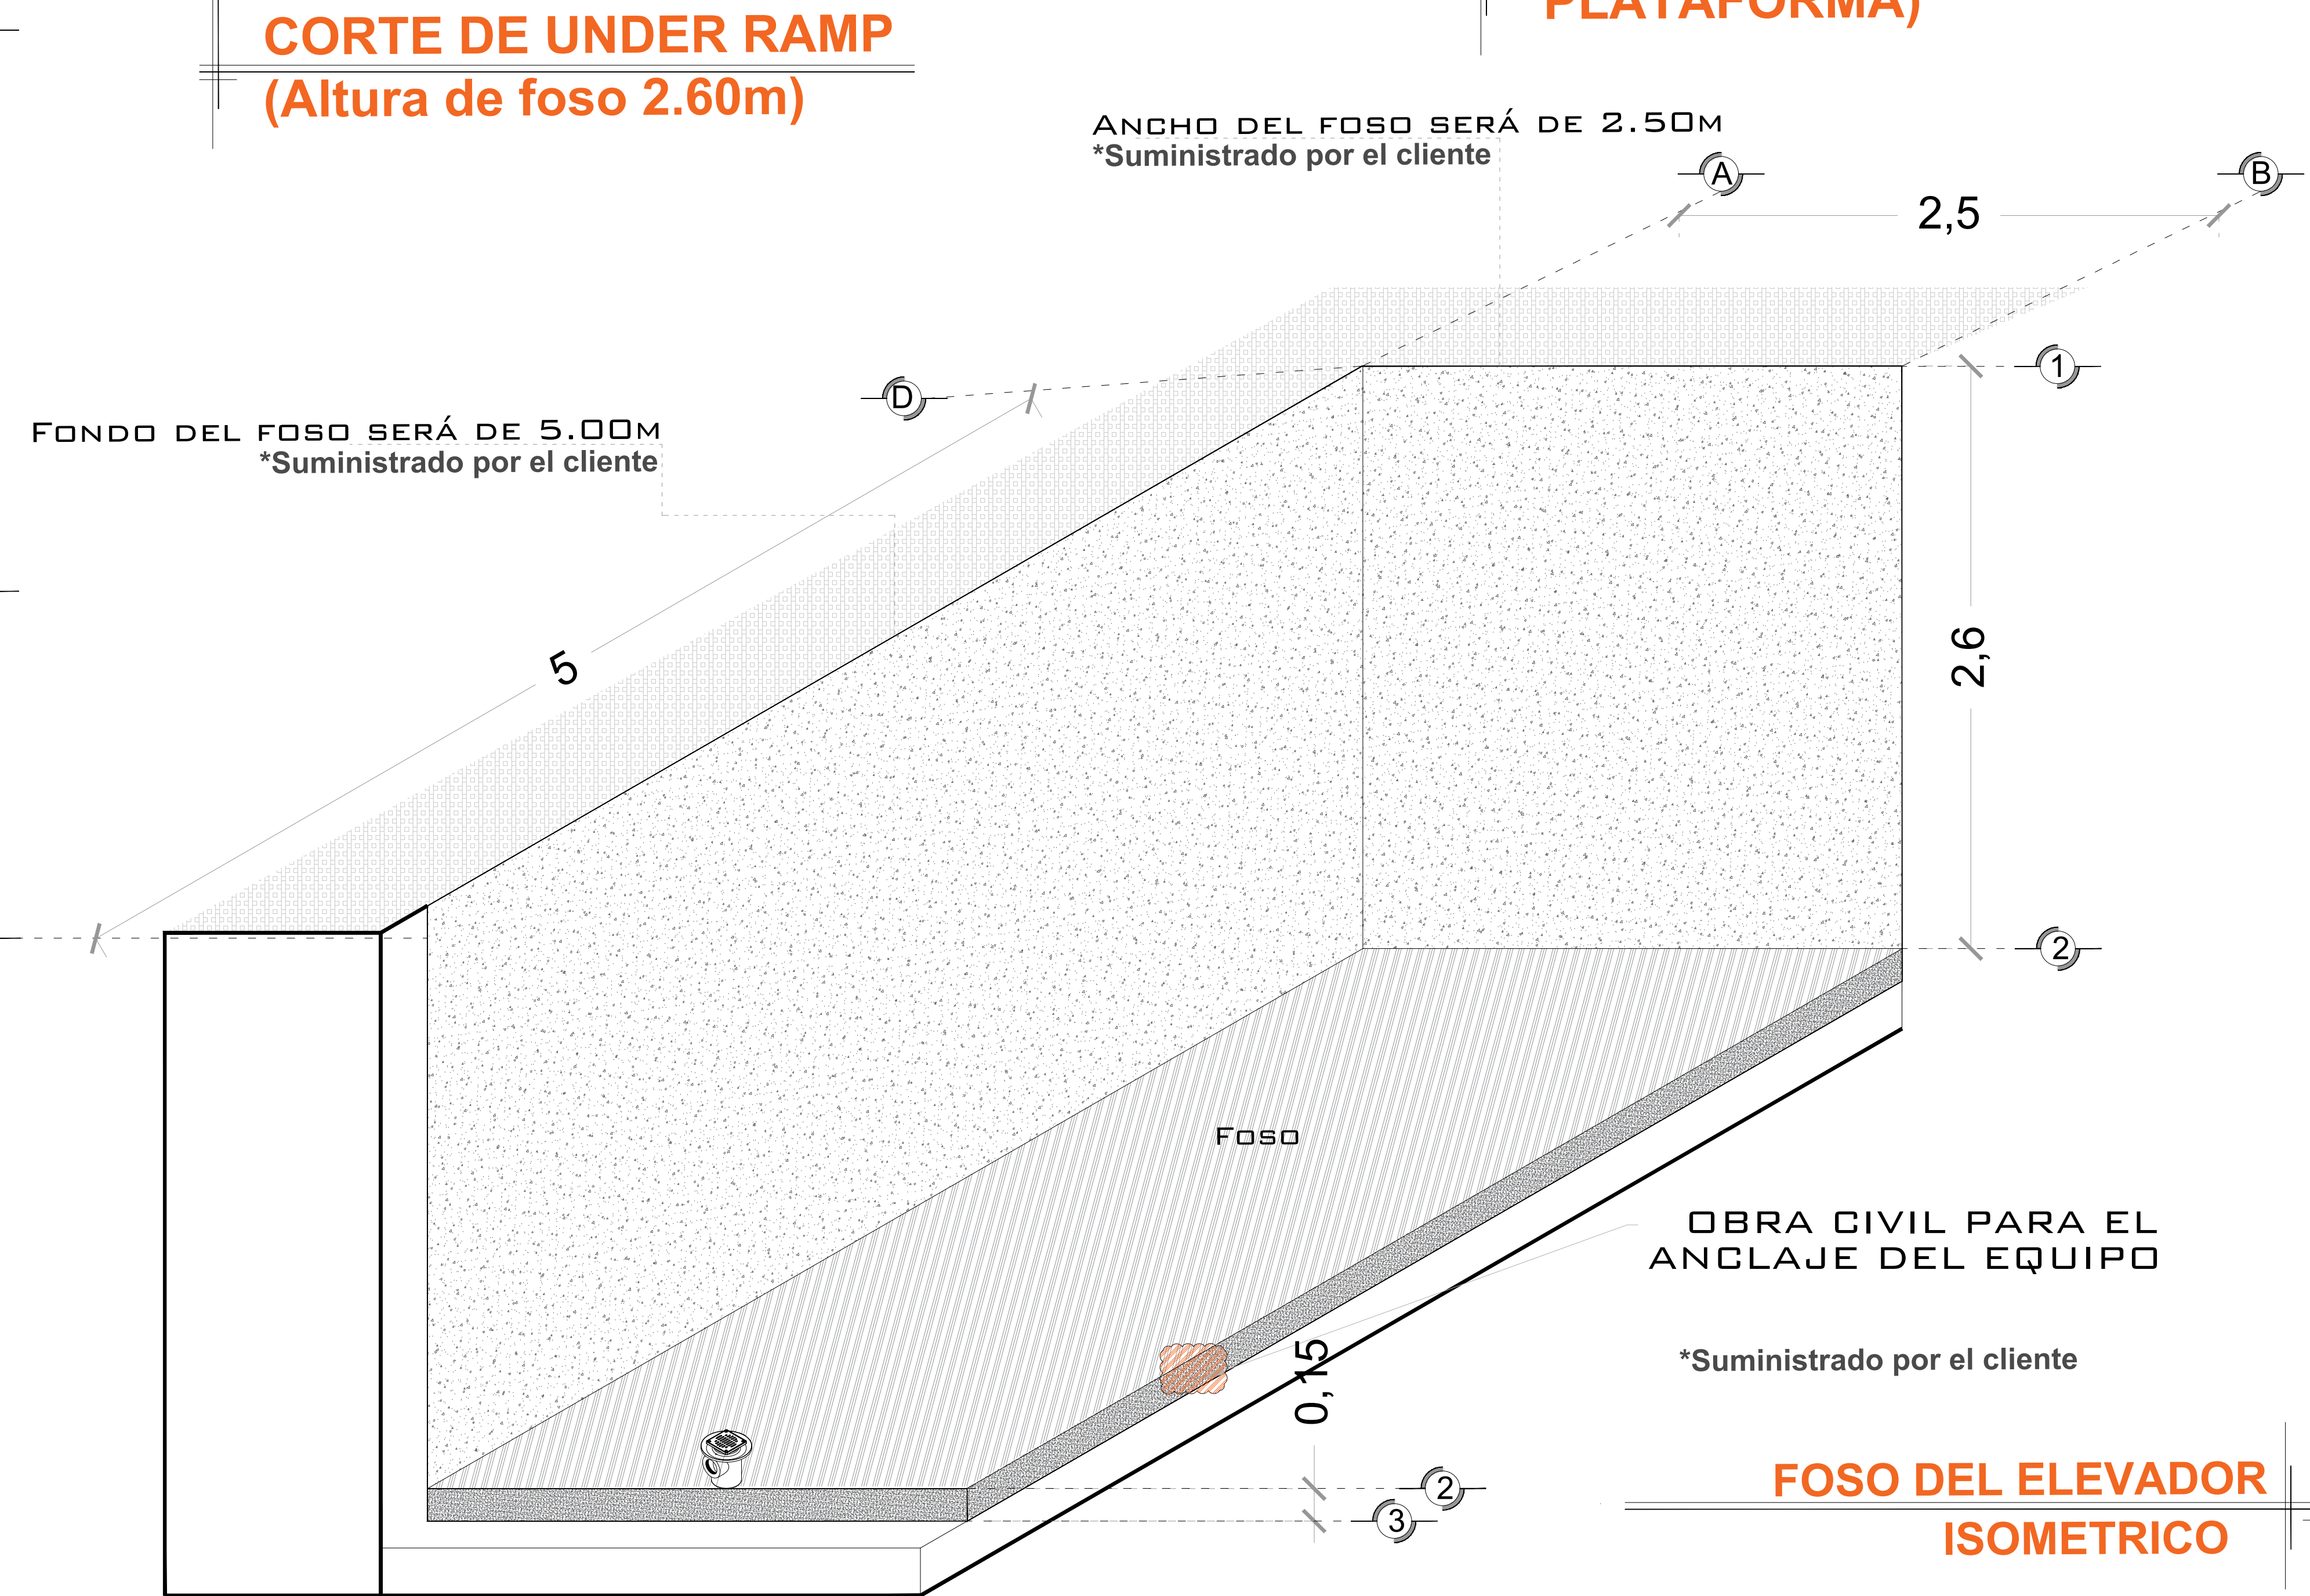 PLATAFORMA)
CORTE DE UNDER RAMP
(Altura de foso 2.60m)
Ancho del foso será de 2.50m
*Suministrado por el cliente
A
B
2,5
1
D
Fondo del foso será de 5.00m
*Suministrado por el cliente
5
2,6
2
Foso
OBRA CIVIL PARA EL
ANCLAJE DEL EQUIPO
*Suministrado por el cliente
0,15
2
3
FOSO DEL ELEVADOR
ISOMETRICO